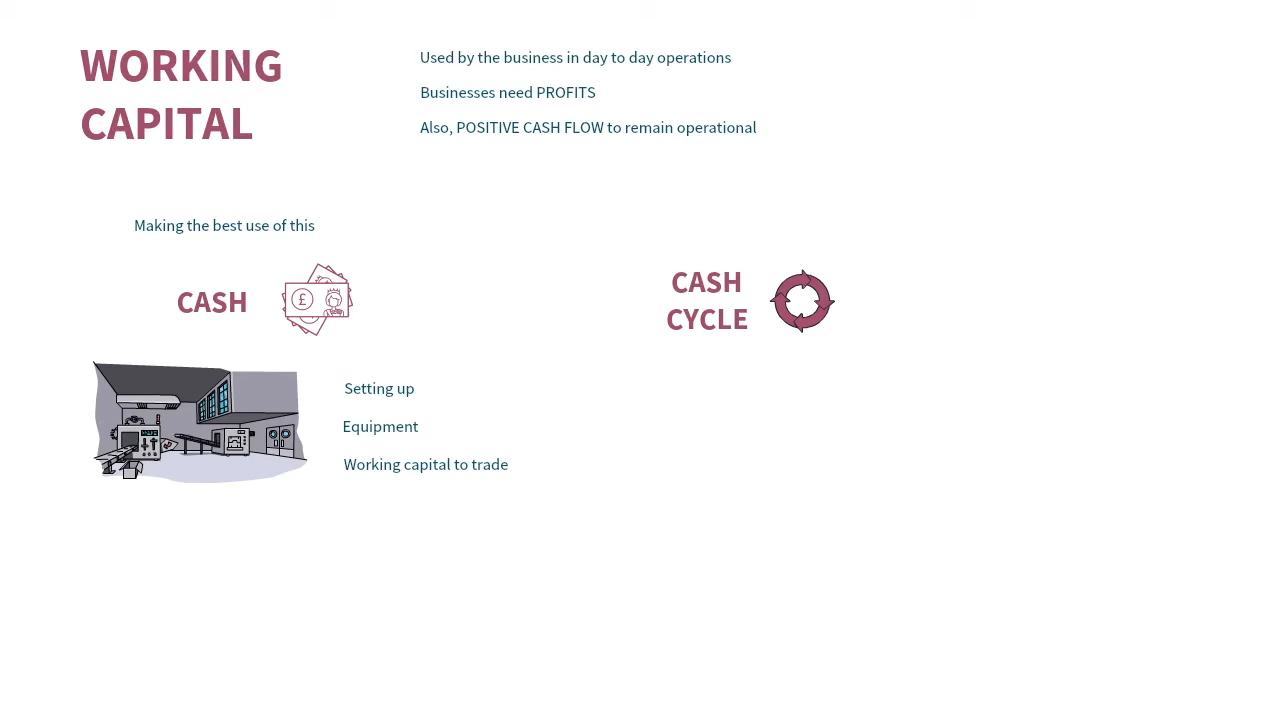 WORKING
CAPITAL
Used by the business in day to day operations
Businesses need PROFITS
Also, POSITIVE CASH FLOW to remain operational
Making the best use of this
CASH
£
CASH
CYCLE
Setting up
Equipment
Working capital to trade